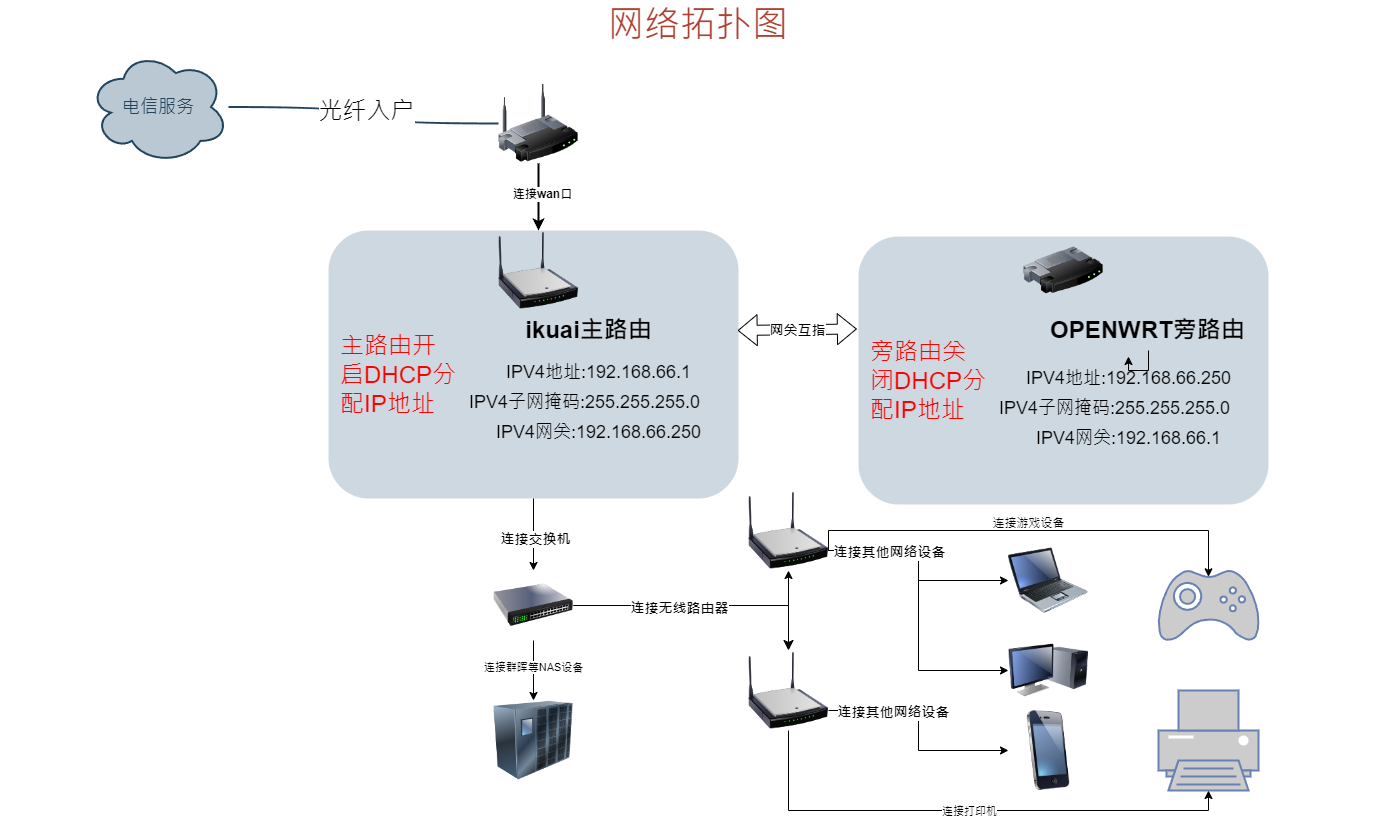 网络拓扑图
电信服务
光纤入户
连接wan口
ikuai主路由
主路由开
启DHCP分
配IP地址
IPV4地址:192.168.66.1
IPV4子网掩码:255.255.255.0
IPV4网关:192.168.66.250
网关互指
OPENWRT旁路由
旁路由关
闭DHCP分
配IP地址
IPV4地址:192.168.66.250
IPV4子网掩码:255.255.255.0
IPV4网关:192.168.66.1
连接交换机
连接无线路由器
连接群晖等NAS设备
连接游戏设备
连接其他网络设备
连接其他网络设备
连接打印机